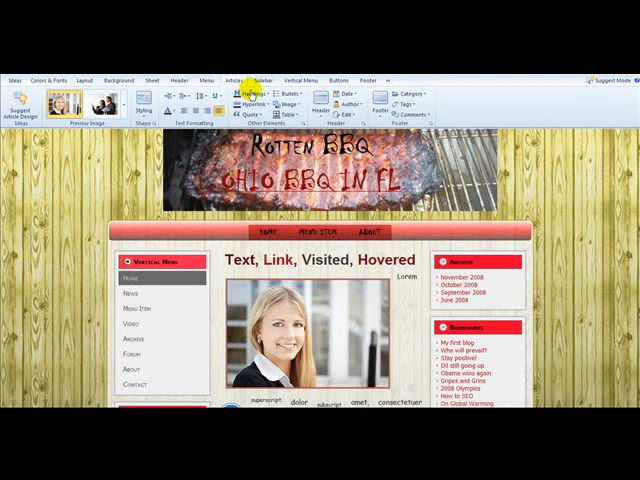 Ideas Colors & Fonts Layout Background Sheet Header Menu Articles Sidebar Vertical Menu Buttons Footer Suggest Mode
Suggest Article Design
Styling
Headings Bullets
Hyperlink Image
Quote Table
Header
Date
Author
Edit
Footer
Category
Tags
Comments
Preview Image Shape Text Formatting Other Elements
Rotten BBQ
OHIO BBQ IN FL
HOME MENU ITEM ABOUT
Vertical Menu
Home
News
Menu Item
Video
Archive
Forum
About
Contact
Text, Link, Visited, Hovered
Lorem
superscript dolor subscript amet, consectetuer
Archive
November 2008
October 2008
September 2008
June 2008
Bookmarks
My first blog
Who will prevail?
Stay positive!
Oil still going up
Obama wins again
Gripes and Grins
2008 Olympics
How to SEO
On Global Warming